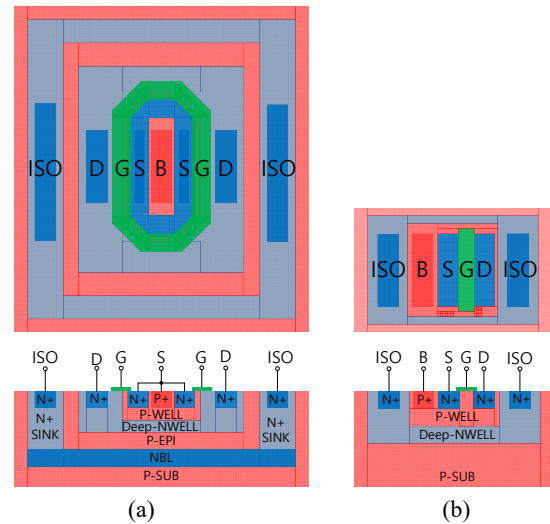 ISO D G S B S G D ISO
ISO B S G D ISO
ISO D G S G D ISO
ISO B S G D ISO
N+ N+ N+ P+ N+ N+ N+
N+ P+ N+ N+ N+
P-WELL
P-WELL
N+
SINK
Deep-NWELL
N+
SINK
Deep-NWELL
P-EPI
NBL
P-SUB
P-SUB
(a)
(b)